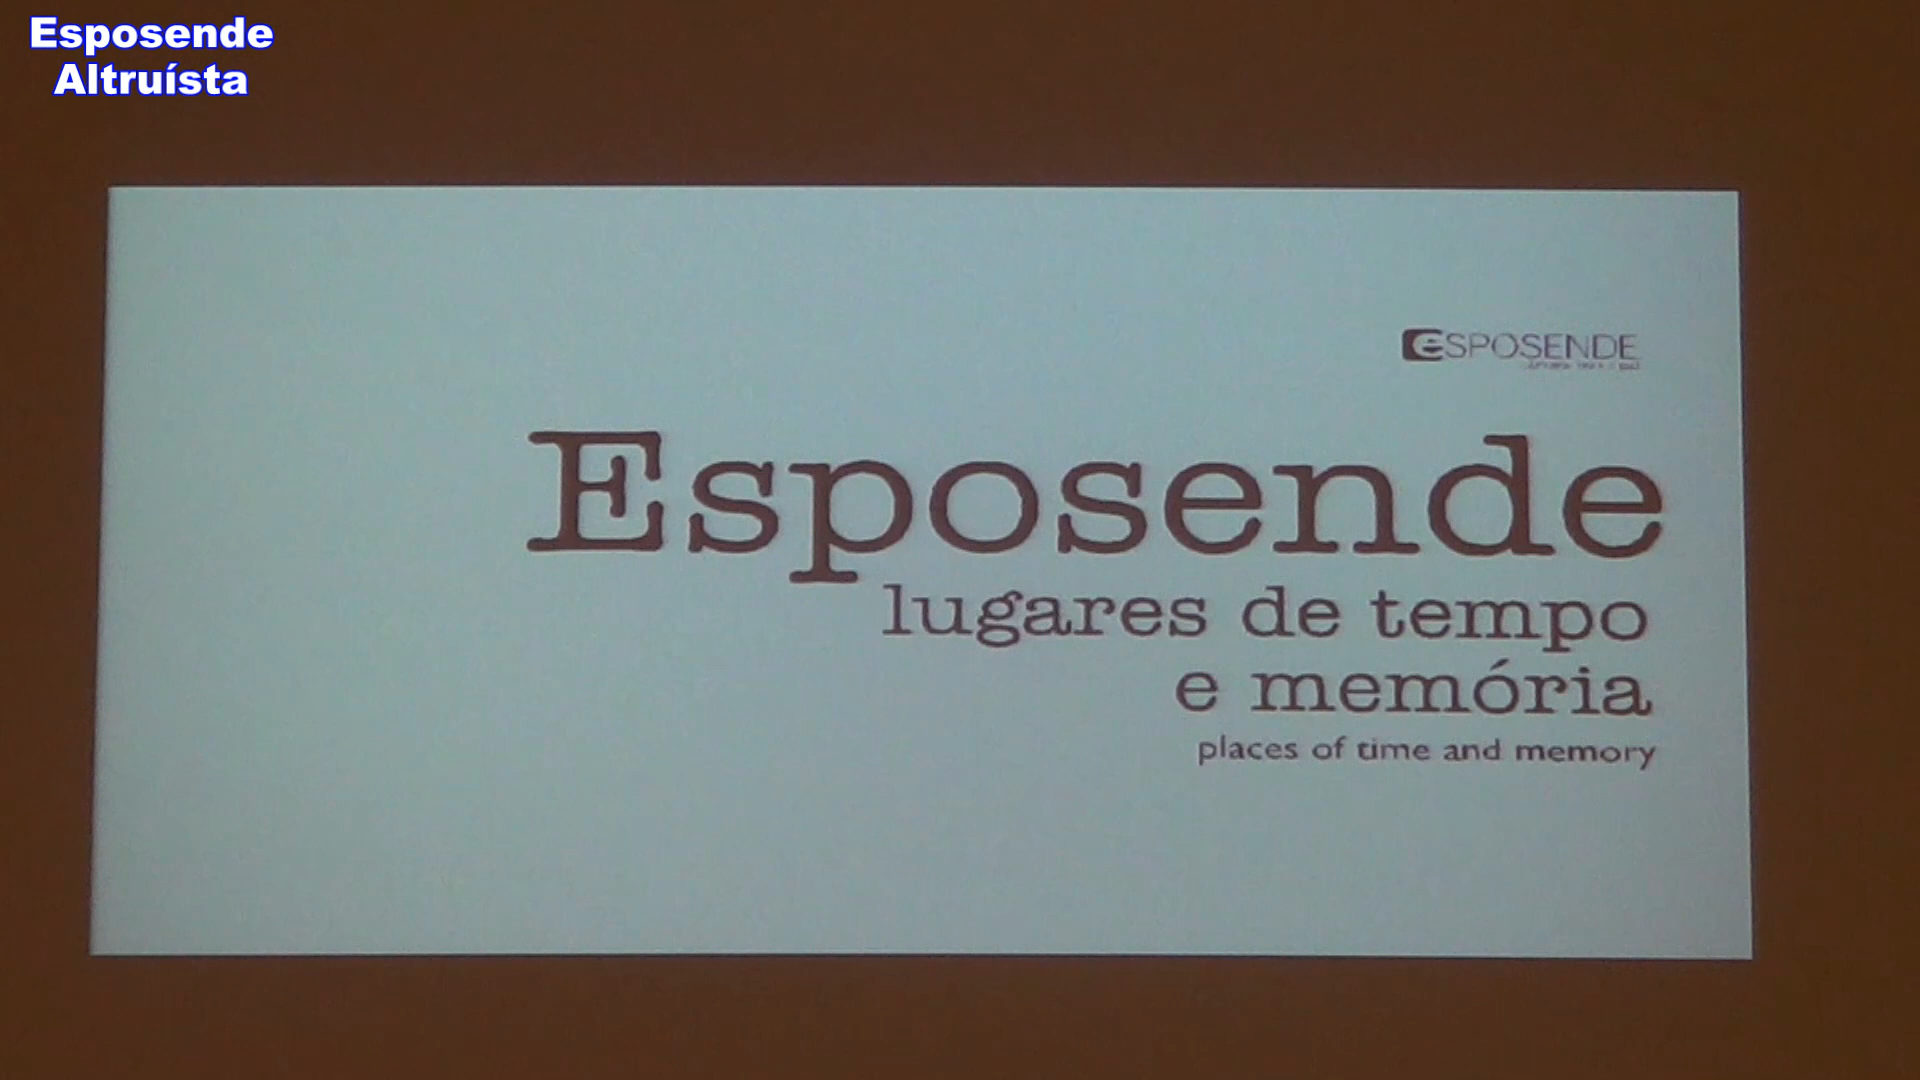 Esposende
Altruísta
ESPOSENDE
Esposende
lugares de tempo
e memória
places of time and memory